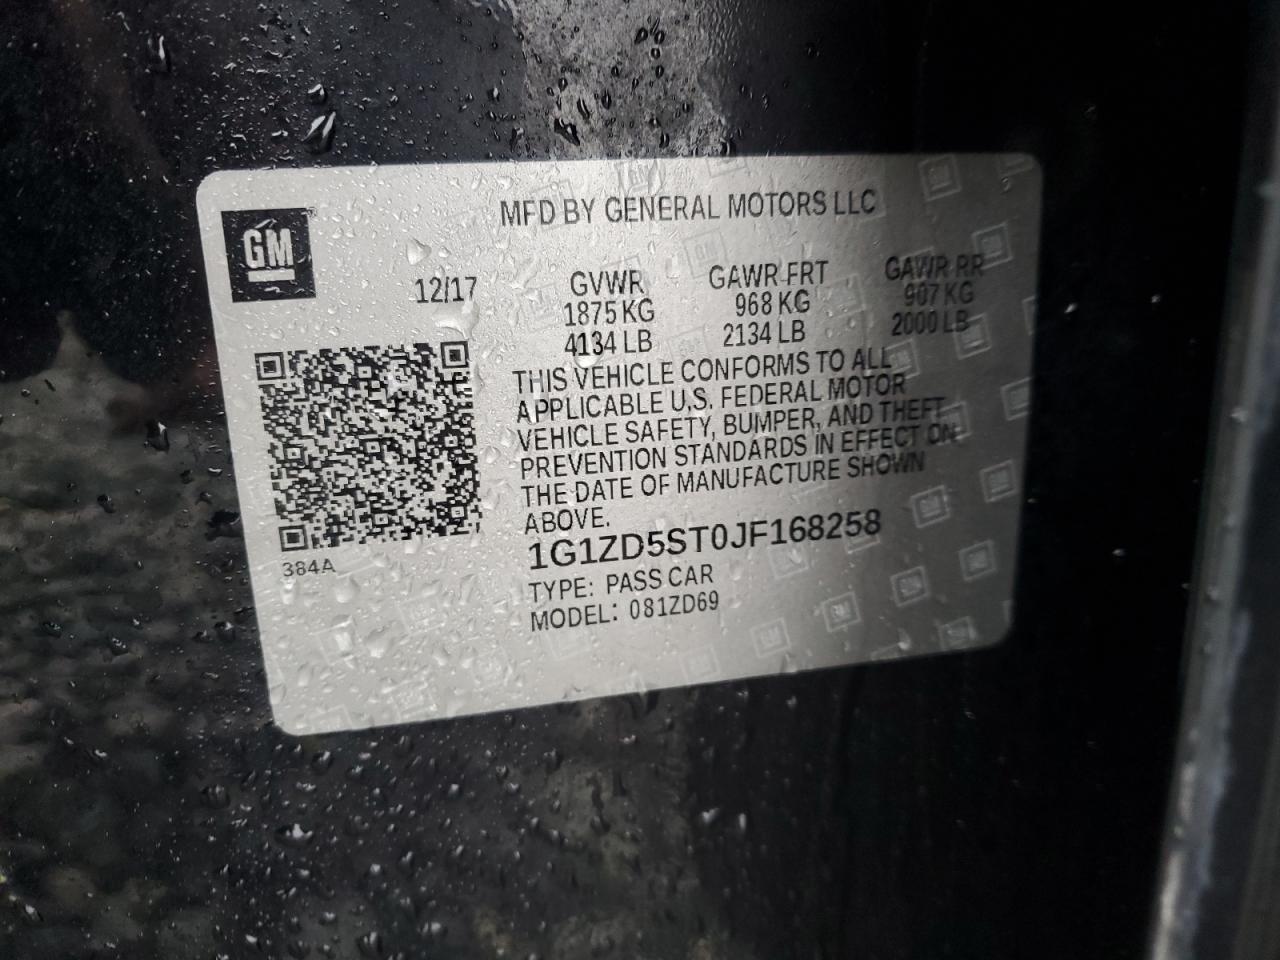 GM
MFD BY GENERAL MOTORS LLC
12/17
GVWR GAWR FRT GAWR RR
1875 KG 968 KG 907 KG
4134 LB 2134 LB 2000 LB
THIS VEHICLE CONFORMS TO ALL
APPLICABLE U.S. FEDERAL MOTOR
VEHICLE SAFETY, BUMPER, AND THEFT
PREVENTION STANDARDS IN EFFECT ON
THE DATE OF MANUFACTURE SHOWN
ABOVE.
1G1ZD5ST0JF168258
384A
TYPE: PASS CAR
MODEL: 081ZD69